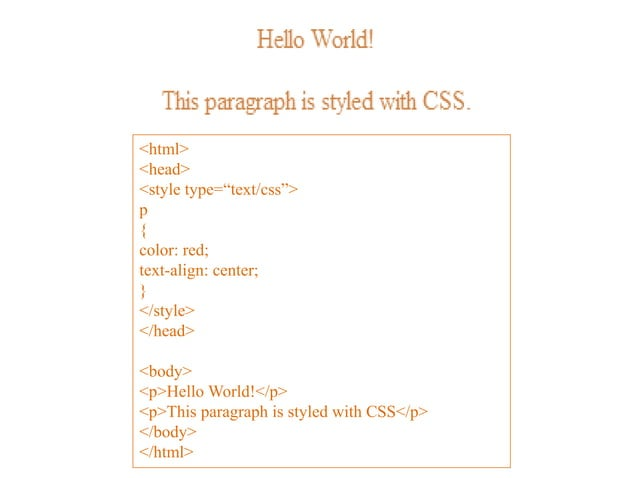 Hello World!
This paragraph is styled with CSS.
<html>
<head>
<style type=“text/css”>
p
{
color: red;
text-align: center;
}
</style>
</head>
<body>
<p>Hello World!</p>
<p>This paragraph is styled with CSS</p>
</body>
</html>